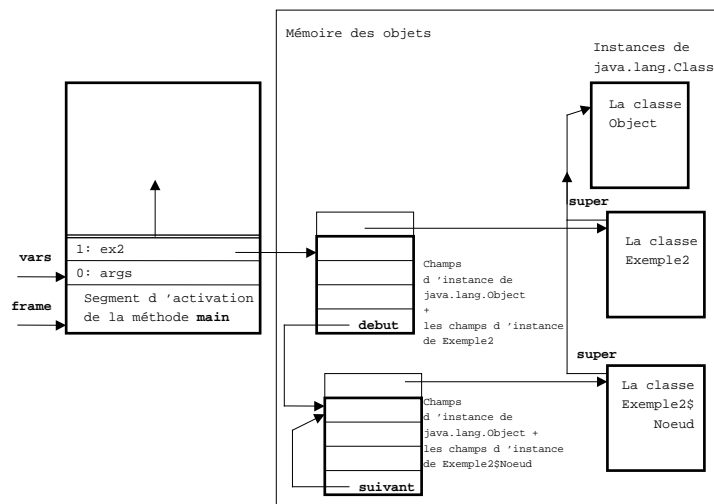 Mémoire des objets
Instances de
java.lang.Class
La classe
Object
super
1: ex2
vars
0: args
frame
Segment d ’activation
de la méthode main
La classe
Exemple2
Champs
d ’instance de
java.lang.Object
+
les champs d ’instance
de Exemple2
debut
super
La classe
Exemple2$
Noeud
Champs
d ’instance de
java.lang.Object +
les champs d ’instance
de Exemple2$Noeud
suivant